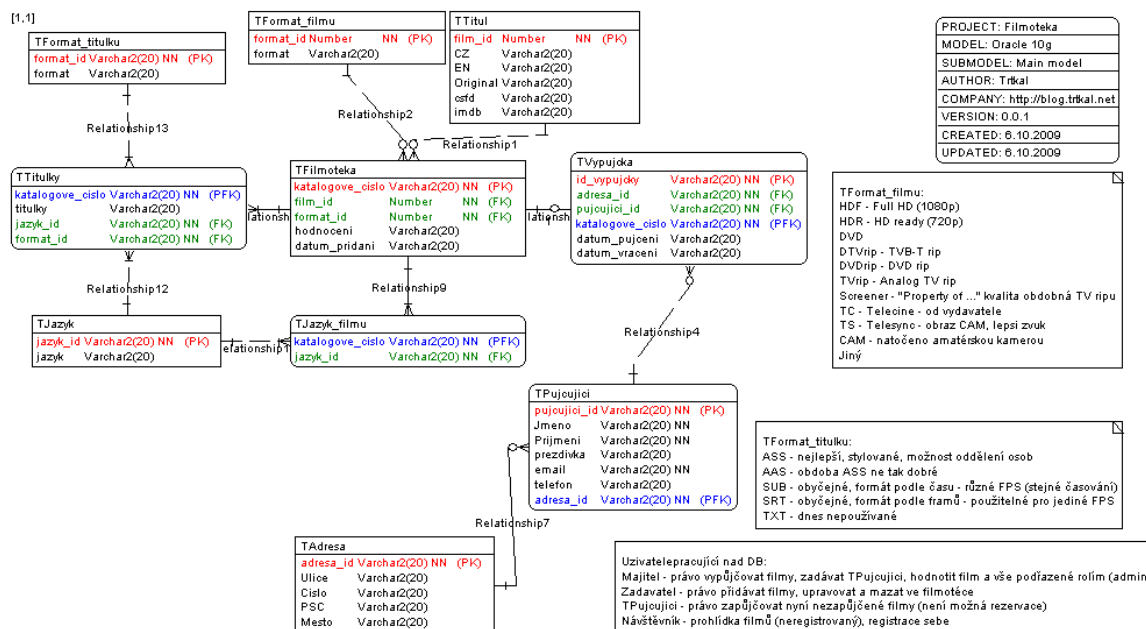 [1.1]
TFormat_titulku
format_id Varchar2(20) NN (PK)
format Varchar2(20)
TFormat_filmu
format_id Number NN (PK)
format Varchar2(20)
TTitul
film_id Number NN (PK)
CZ Varchar2(20)
EN Varchar2(20)
Original Varchar2(20)
csfd Varchar2(20)
imdb Varchar2(20)
PROJECT: Filmoteka
MODEL: Oracle 10g
SUBMODEL: Main model
AUTHOR: Trtkal
COMPANY: http://blog.trtkal.net
VERSION: 0.0.1
CREATED: 6.10.2009
UPDATED: 6.10.2009
Relationship13
Relationship2
Relationship1
TTitulky
katalogove_cislo Varchar2(20) NN (PFK)
titulky Varchar2(20)
jazyk_id Varchar2(20) NN (FK)
format_id Varchar2(20) NN (FK)
lationsh
TFilmoteka
katalogove_cislo Varchar2(20) NN (PK)
film_id Number NN (FK)
format_id Number NN (FK)
hodnoceni Varchar2(20)
datum_pridani Varchar2(20)
lationsh
TVypujcka
id_vypujcky Varchar2(20) NN (PK)
adresa_id Varchar2(20) NN (FK)
pujcujici_id Varchar2(20) NN (FK)
katalogove_cislo Varchar2(20) NN (PFK)
datum_pujceni Varchar2(20)
datum_vraceni Varchar2(20)
TFormat_filmu:
HDF - Full HD (1080p)
HDR - HD ready (720p)
DVD
DTVrip - TVB-T rip
DVDrip - DVD rip
TVrip - Analog TV rip
Screener - "Property of ..." kvalita obdobná TV ripu
TC - Telecine - od vydavatele
TS - Telesync - obraz CAM, lepsi zvuk
CAM - natočeno amatérskou kamerou
Jiný
Relationship12
Relationship9
Relationship4
TJazyk
jazyk_id Varchar2(20) NN (PK)
jazyk Varchar2(20)
elationship1
TJazyk_filmu
katalogove_cislo Varchar2(20) NN (PFK)
jazyk_id Varchar2(20) NN (FK)
TPujcujici
pujcujici_id Varchar2(20) NN (PK)
Jmeno Varchar2(20) NN
Prijmeni Varchar2(20) NN
prezdivka Varchar2(20)
email Varchar2(20) NN
telefon Varchar2(20)
adresa_id Varchar2(20) NN (PFK)
TFormat_titulku:
ASS - nejlepší, stylované, možnost oddělení osob
AAS - obdoba ASS ne tak dobré
SUB - obyčejné, formát podle času - různé FPS (stejné časování)
SRT - obyčejné, formát podle framů - použitelné pro jediné FPS
TXT - dnes nepoužívané
Relationship7
TAdresa
adresa_id Varchar2(20) NN (PK)
Ulice Varchar2(20)
Cislo Varchar2(20)
PSC Varchar2(20)
Mesto Varchar2(20)
Uzivatelepracující nad DB:
Majitel - právo vypůjčovat filmy, zadávat TPujcujici, hodnotit film a vše podřazené rolím (admin
Zadavatel - právo přidávat filmy, upravovat a mazat ve filmotéce
TPujcujici - právo zapůjčovat nyní nezapůjčené filmy (není možná rezervace)
Návštěvník - prohlídka filmů (neregistrovaný), registrace sebe